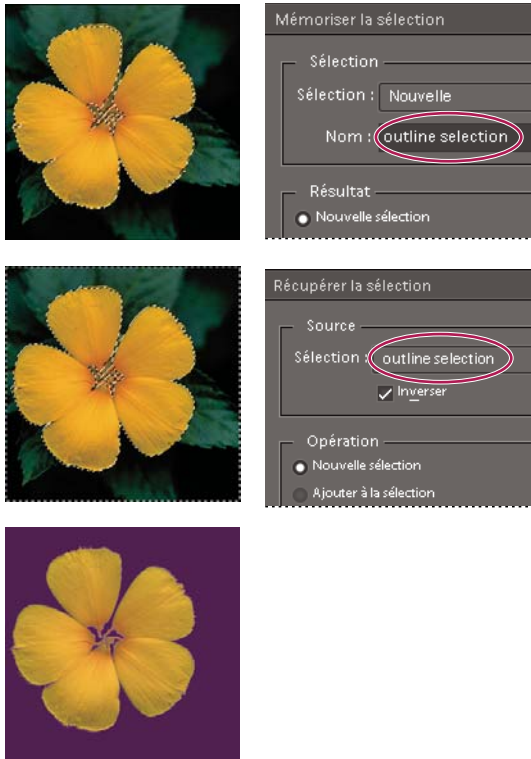 Mémoriser la sélection
Sélection
Sélection : Nouvelle
Nom : outline selection
Résultat
Nouvelle sélection
Récupérer la sélection
Source
Sélection : outline selection
Inverser
Opération
Nouvelle sélection
Ajouter à la sélection